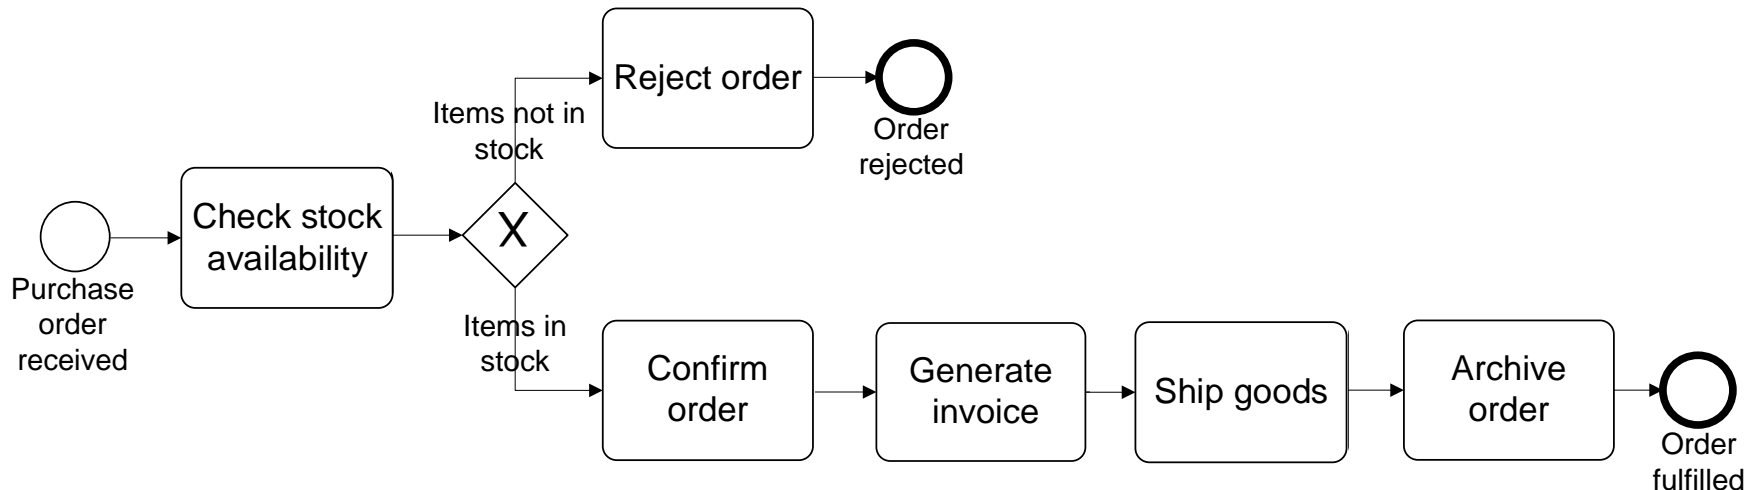 Purchase
order
received
Check stock
availability
X
Items not in
stock
Reject order
Order
rejected
Items in
stock
Confirm
order
Generate
invoice
Ship goods
Archive
order
Order
fulfilled